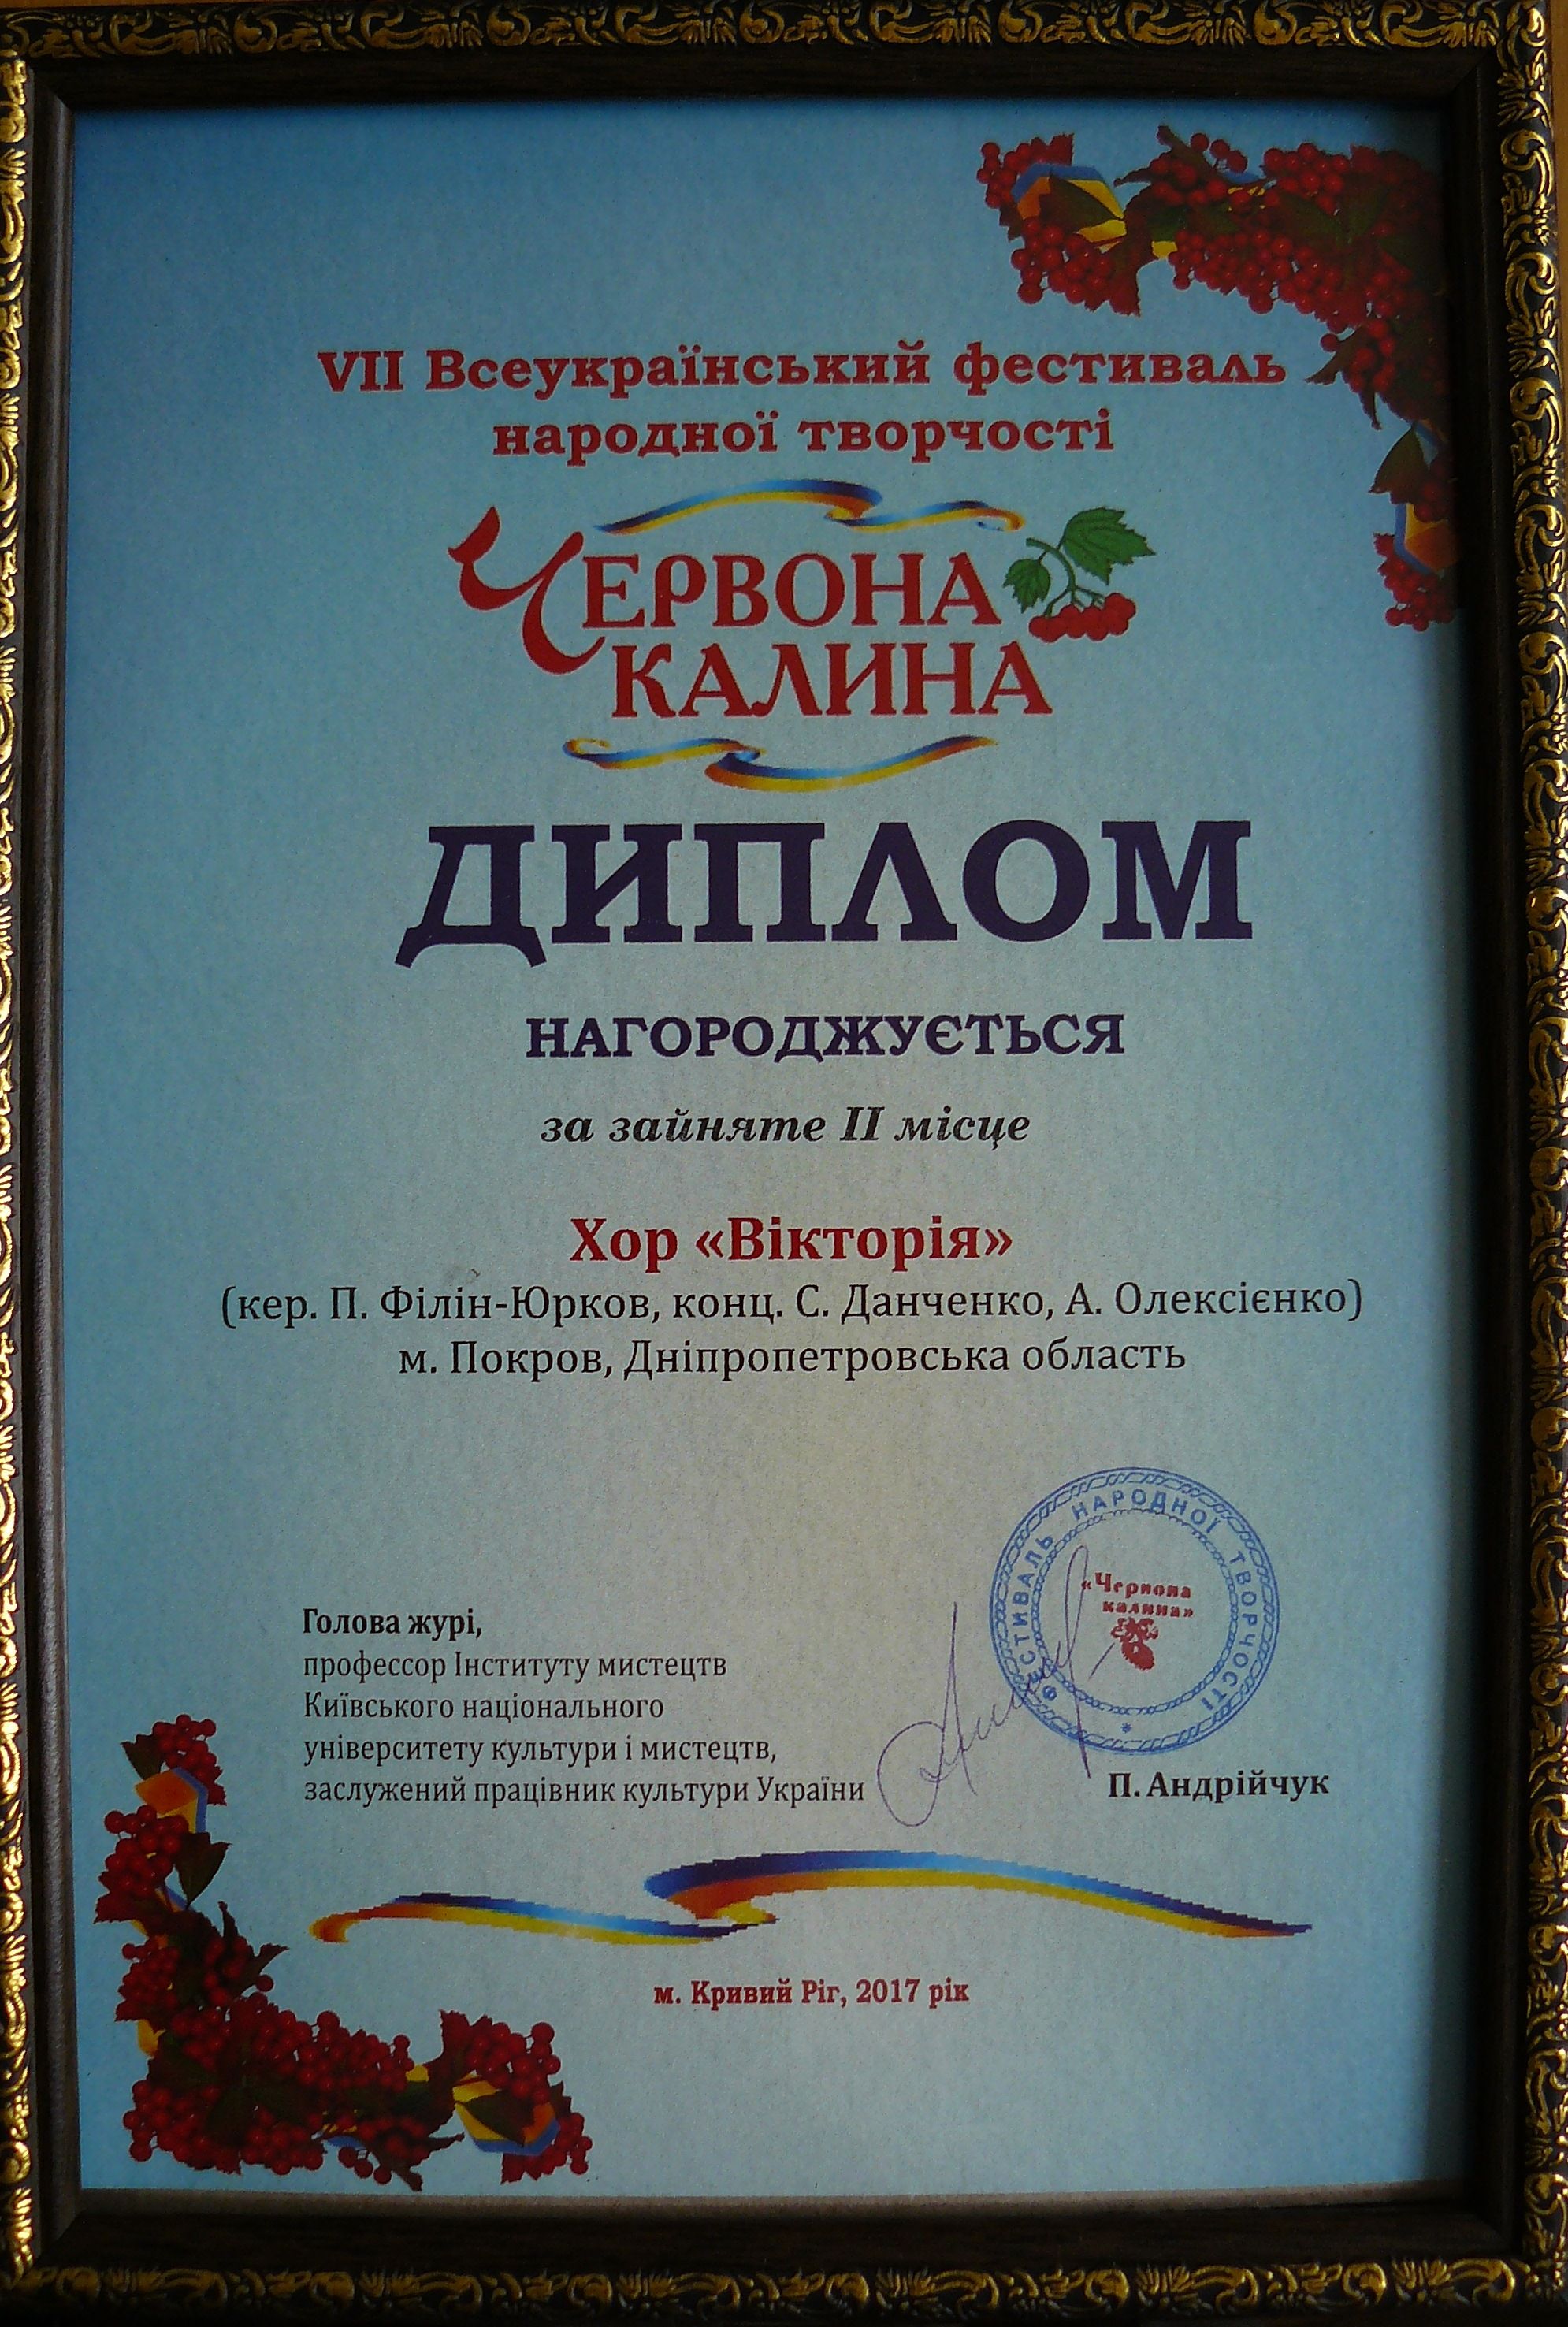 VII Всеукраїнський фестиваль
народної творчості
ЧЕРВОНА
КАЛИНА
ДИПЛОМ
НАГОРОДЖУЄТЬСЯ
за зайняте II місце
Хор «Вікторія»
(кер. П. Філін-Юрков, конц. С. Данченко, А. Олексієнко)
м. Покров, Дніпропетровська область
ФЕСТИВАЛЬ НАРОДНОЇ ТВОРЧОСТІ
«Червона
калина»
Голова журі,
профессор Інституту мистецтв
Київського національного
університету культури і мистецтв,
заслужений працівник культури України
П. Андрійчук
м. Кривий Ріг, 2017 рік